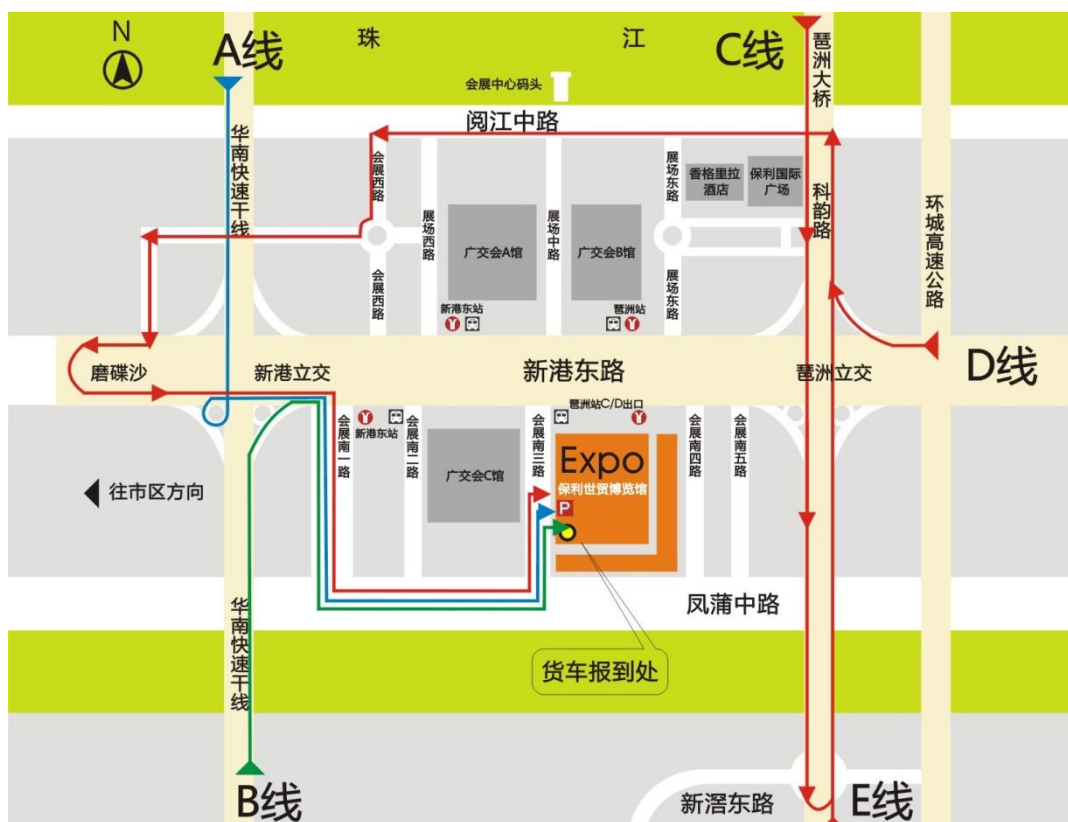 N
A线
珠
江
C线
琵洲大桥
会展中心码头
阅江中路
华南快速干线
会展西路
展场东路
香格里拉
酒店
保利国际
广场
科韵路
环城高速公路
展场西路
广交会A馆
展场中路
广交会B馆
会展西路
展场东路
新港东站
琶洲站
磨碟沙
新港立交
新港东路
琶洲立交
D线
琶洲站C/D出口
新港东站
会展南一路
会展南二路
会展南三路
会展南四路
会展南五路
往市区方向
广交会C馆
Expo
保利世贸博览馆
P
凤蒲中路
华南快速干线
货车报到处
B线
新滘东路
E线